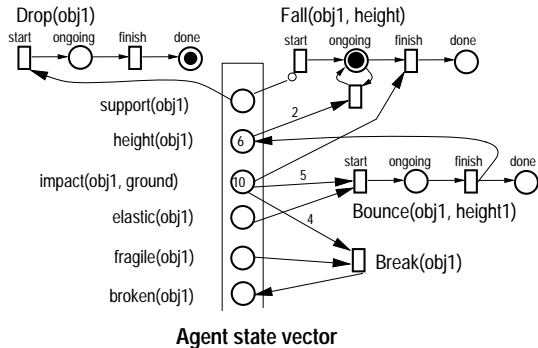 Drop(obj1)
start ongoing finish done
Fall(obj1, height)
start ongoing finish done
support(obj1)
2
height(obj1)
6
impact(obj1, ground)
10
5
start ongoing finish done
Bounce(obj1, height1)
elastic(obj1)
4
fragile(obj1)
Break(obj1)
broken(obj1)
Agent state vector